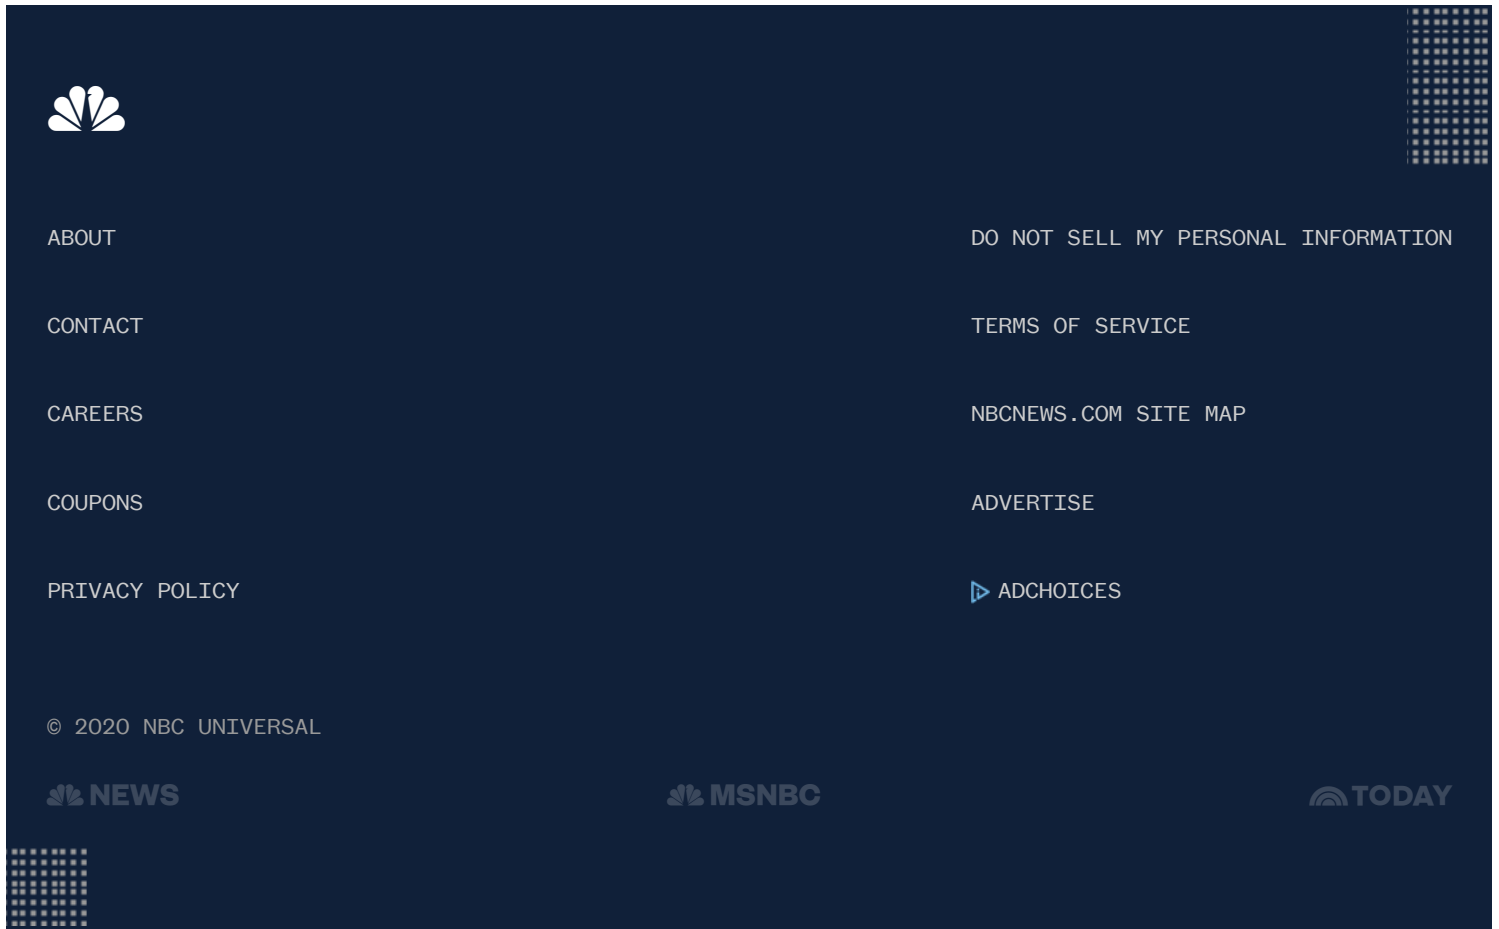 ABOUT
CONTACT
CAREERS
COUPONS
PRIVACY POLICY
DO NOT SELL MY PERSONAL INFORMATION
TERMS OF SERVICE
NBCNEWS.COM SITE MAP
ADVERTISE
ADCHOICES
© 2020 NBC UNIVERSAL
NEWS
MSNBC
TODAY